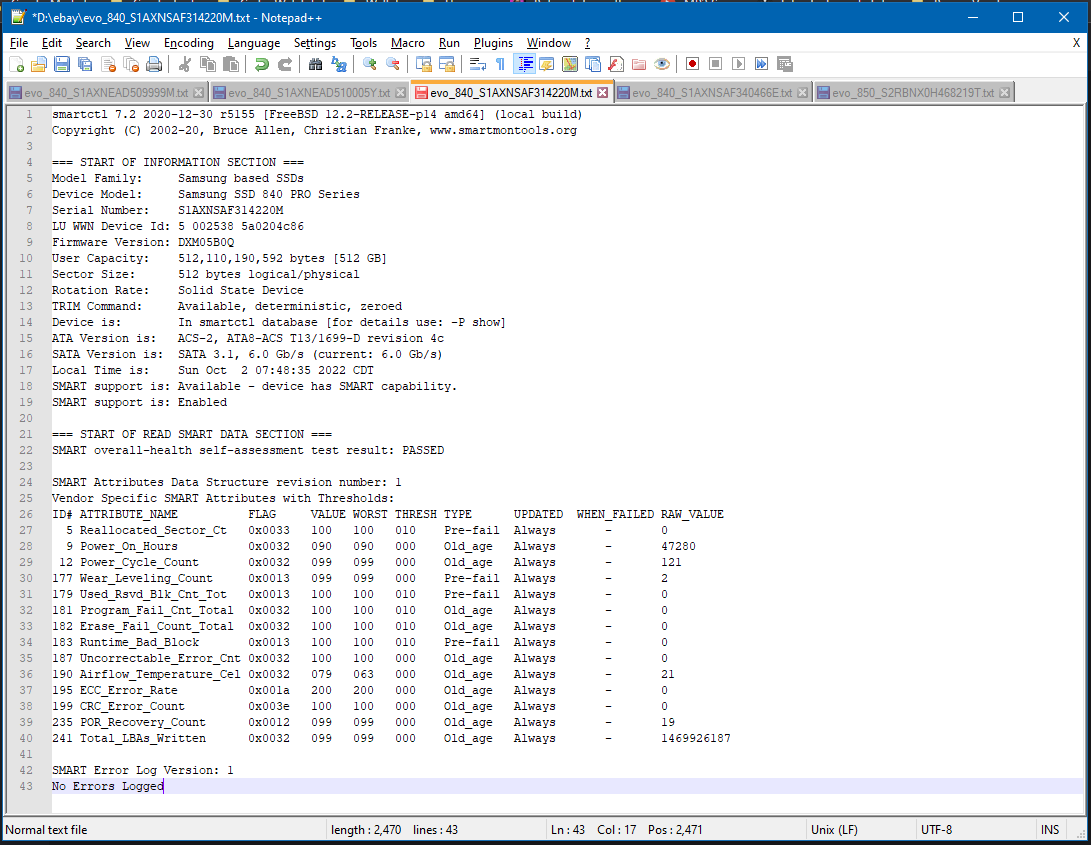 *D:\ebay\evo_840_S1AXNSAF314220M.txt - Notepad++
File Edit Search View Encoding Language Settings Tools Macro Run Plugins Window ? X
evo_840_S1AXNEAD509999M.txt evo_840_S1AXNEAD510005Y.txt evo_840_S1AXNSAF314220M.txt evo_840_S1AXNSAF340466E.txt evo_850_S2RBNX0H468219T.txt
1 smartctl 7.2 2020-12-30 r5155 [FreeBSD 12.2-RELEASE-p14 amd64] (local build)
2 Copyright (C) 2002-20, Bruce Allen, Christian Franke, www.smartmontools.org
3
4 === START OF INFORMATION SECTION ===
5 Model Family: Samsung based SSDs
6 Device Model: Samsung SSD 840 PRO Series
7 Serial Number: S1AXNSAF314220M
8 LU WWN Device Id: 5 002538 5a0204c86
9 Firmware Version: DXM05B0Q
10 User Capacity: 512,110,190,592 bytes [512 GB]
11 Sector Size: 512 bytes logical/physical
12 Rotation Rate: Solid State Device
13 TRIM Command: Available, deterministic, zeroed
14 Device is: In smartctl database [for details use: -P show]
15 ATA Version is: ACS-2, ATA8-ACS T13/1699-D revision 4c
16 SATA Version is: SATA 3.1, 6.0 Gb/s (current: 6.0 Gb/s)
17 Local Time is: Sun Oct 2 07:48:35 2022 CDT
18 SMART support is: Available - device has SMART capability.
19 SMART support is: Enabled
20
21 === START OF READ SMART DATA SECTION ===
22 SMART overall-health self-assessment test result: PASSED
23
24 SMART Attributes Data Structure revision number: 1
25 Vendor Specific SMART Attributes with Thresholds:
26 ID# ATTRIBUTE_NAME FLAG VALUE WORST THRESH TYPE UPDATED WHEN_FAILED RAW_VALUE
27 5 Reallocated_Sector_Ct 0x0033 100 100 010 Pre-fail Always - 0
28 9 Power_On_Hours 0x0032 090 090 000 Old_age Always - 47280
29 12 Power_Cycle_Count 0x0032 099 099 000 Old_age Always - 121
30 177 Wear_Leveling_Count 0x0013 099 099 000 Pre-fail Always - 2
31 179 Used_Rsvd_Blk_Cnt_Tot 0x0013 100 100 010 Pre-fail Always - 0
32 181 Program_Fail_Cnt_Total 0x0032 100 100 010 Old_age Always - 0
33 182 Erase_Fail_Count_Total 0x0032 100 100 010 Old_age Always - 0
34 183 Runtime_Bad_Block 0x0013 100 100 010 Pre-fail Always - 0
35 187 Uncorrectable_Error_Cnt 0x0032 100 100 000 Old_age Always - 0
36 190 Airflow_Temperature_Cel 0x0032 079 063 000 Old_age Always - 21
37 195 ECC_Error_Rate 0x001a 200 200 000 Old_age Always - 0
38 199 CRC_Error_Count 0x003e 100 100 000 Old_age Always - 0
39 235 POR_Recovery_Count 0x0012 099 099 000 Old_age Always - 19
40 241 Total_LBAs_Written 0x0032 099 099 000 Old_age Always - 1469926187
41
42 SMART Error Log Version: 1
43 No Errors Logged
Normal text file length : 2,470 lines : 43 Ln : 43 Col : 17 Pos : 2,471 Unix (LF) UTF-8 INS